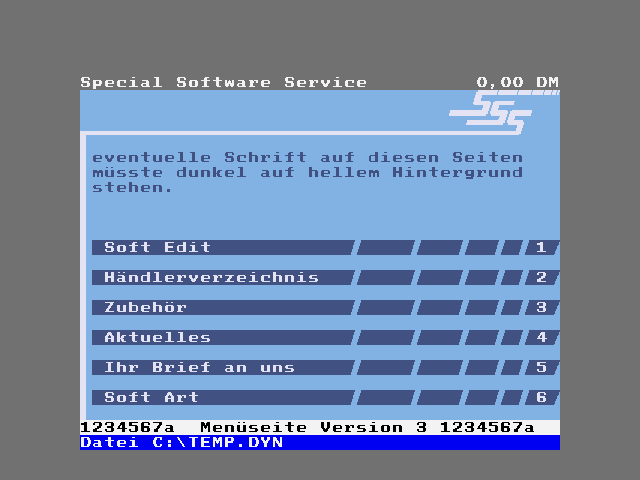 Special Software Service 0,00 DM
SSS
eventuelle Schrift auf diesen Seiten
müsste dunkel auf hellem Hintergrund
stehen.
Soft Edit 1
Händlerverzeichnis 2
Zubehör 3
Aktuelles 4
Ihr Brief an uns 5
Soft Art 6
1234567a Menüseite Version 3 1234567a
Datei C:\TEMP.DYN